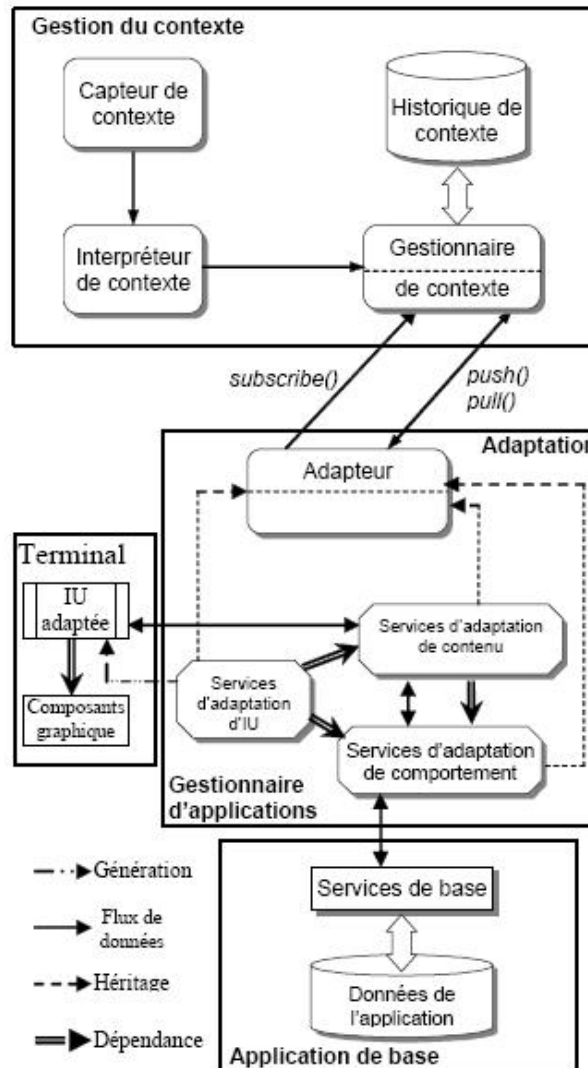 Gestion du contexte
Capteur de
contexte
Historique de
contexte
Interpréteur
de contexte
Gestionnaire
de contexte
subscribe()
push()
pull()
Adaptation
Adapteur
Terminal
IU
adaptée
Composants
graphique
Services d'adaptation
de contenu
Services
d'adaptation
d'IU
Services d'adaptation
de comportement
Gestionnaire
d'applications
Génération
Flux de
données
Héritage
Dépendance
Services de base
Données de
l'application
Application de base